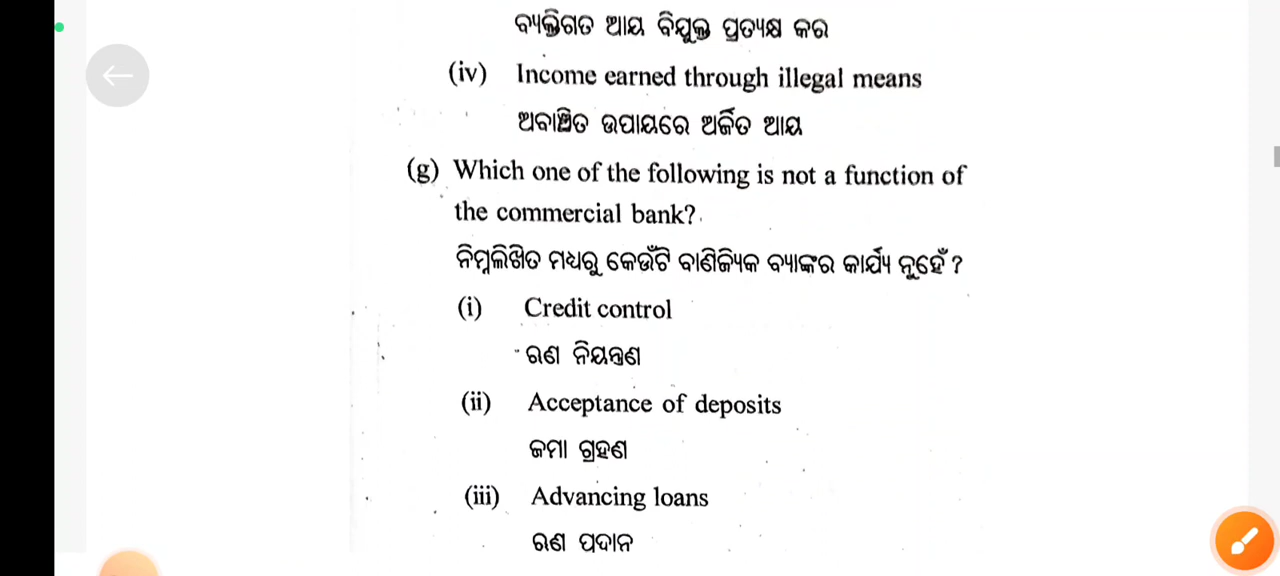 ବ୍ୟକ୍ତିଗତ ଆୟ ବିଯୁକ୍ତ ପ୍ରତ୍ୟକ୍ଷ କର
(iv) Income earned through illegal means
ଅବାଞ୍ଚିତ ଉପାୟରେ ଅର୍ଜିତ ଆୟ
(g) Which one of the following is not a function of
the commercial bank?
ନିମ୍ନଲିଖିତ ମଧ୍ୟରୁ କେଉଁଟି ବାଣିଜ୍ୟିକ ବ୍ୟାଙ୍କର କାର୍ଯ୍ୟ ନୁହେଁ ?
(i) Credit control
ଋଣ ନିୟନ୍ତ୍ରଣ
(ii) Acceptance of deposits
ଜମା ଗ୍ରହଣ
(iii) Advancing loans
ଋଣ ପଦାନ